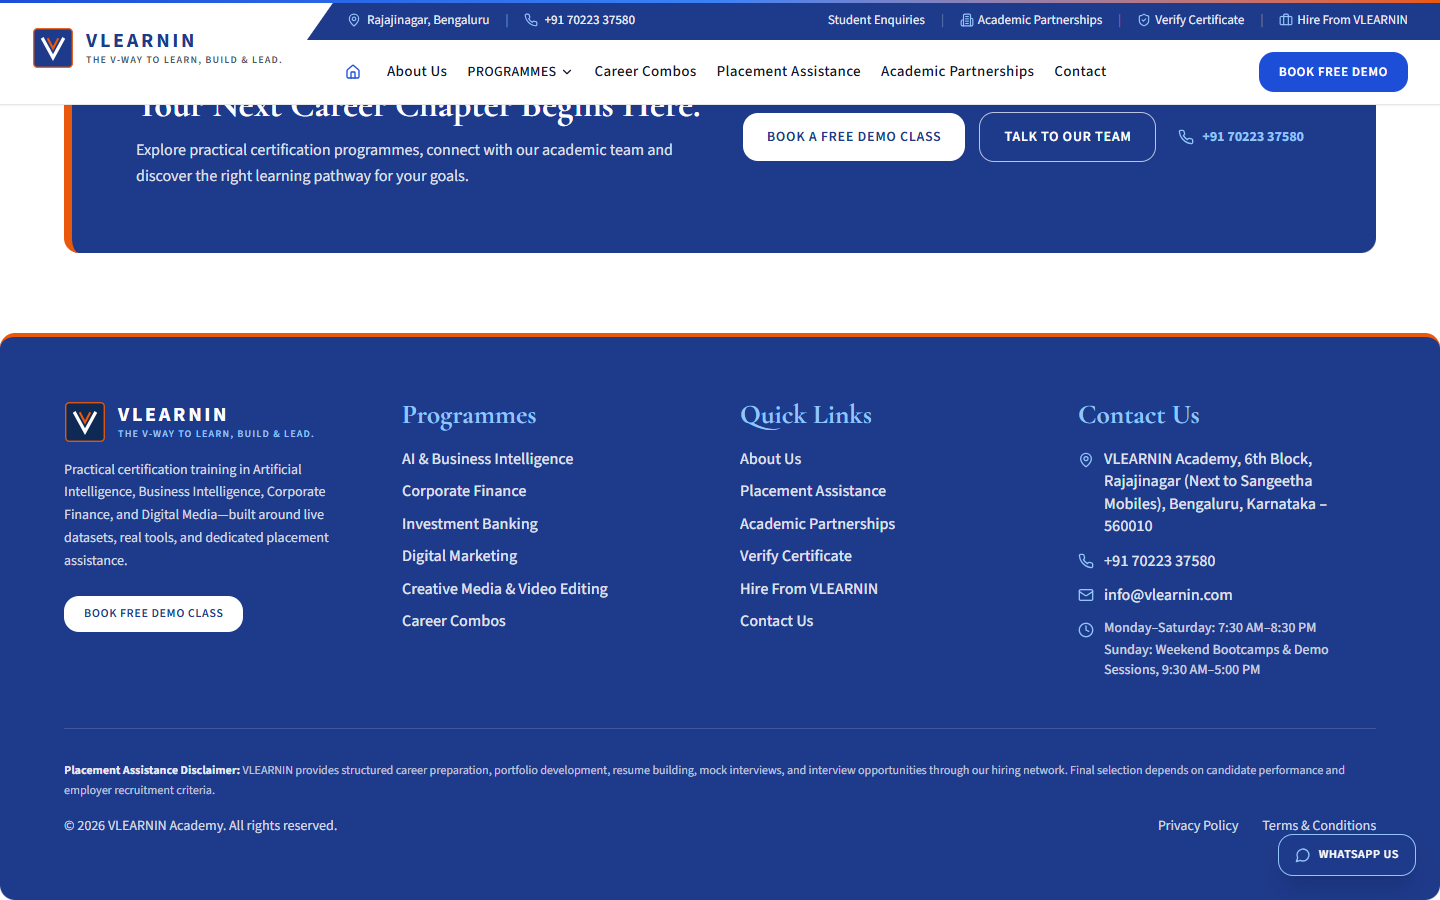 Rajajinagar, Bengaluru
+91 70223 37580
Student Enquiries
Academic Partnerships
Verify Certificate
Hire From VLEARNIN
VLEARNIN
THE V-WAY TO LEARN, BUILD & LEAD.
About Us
PROGRAMMES
Career Combos
Placement Assistance
Academic Partnerships
Contact
BOOK FREE DEMO
Your Next Career Chapter Begins Here.
Explore practical certification programmes, connect with our academic team and
discover the right learning pathway for your goals.
BOOK A FREE DEMO CLASS
TALK TO OUR TEAM
+91 70223 37580
VLEARNIN
THE V-WAY TO LEARN, BUILD & LEAD.
Practical certification training in Artificial
Intelligence, Business Intelligence, Corporate
Finance, and Digital Media—built around live
datasets, real tools, and dedicated placement
assistance.
BOOK FREE DEMO CLASS
Programmes
AI & Business Intelligence
Corporate Finance
Investment Banking
Digital Marketing
Creative Media & Video Editing
Career Combos
Quick Links
About Us
Placement Assistance
Academic Partnerships
Verify Certificate
Hire From VLEARNIN
Contact Us
Contact Us
VLEARNIN Academy, 6th Block,
Rajajinagar (Next to Sangeetha
Mobiles), Bengaluru, Karnataka –
560010
+91 70223 37580
info@vlearnin.com
Monday–Saturday: 7:30 AM–8:30 PM
Sunday: Weekend Bootcamps & Demo
Sessions, 9:30 AM–5:00 PM
Placement Assistance Disclaimer: VLEARNIN provides structured career preparation, portfolio development, resume building, mock interviews, and interview opportunities through our hiring network. Final selection depends on candidate performance and
employer recruitment criteria.
© 2026 VLEARNIN Academy. All rights reserved.
Privacy Policy
Terms & Conditions
WHATSAPP US